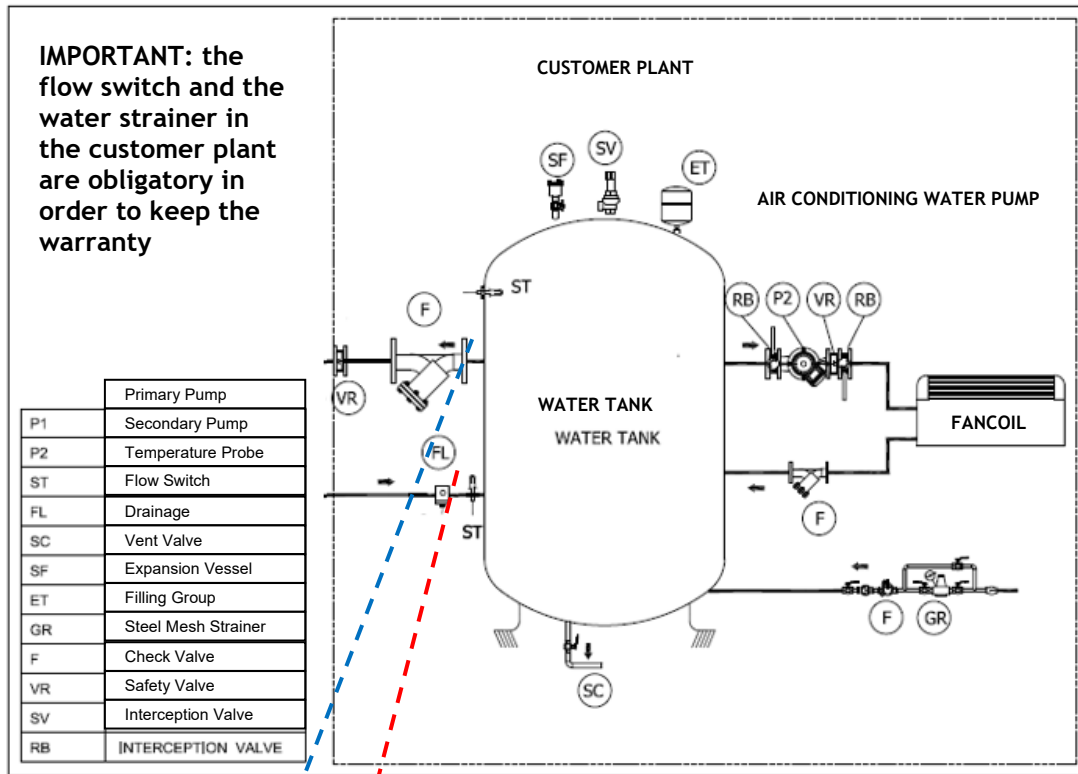 IMPORTANT: the
flow switch and the
water strainer in
the customer plant
are obligatory in
order to keep the
warranty
CUSTOMER PLANT
SF
SV
ET
AIR CONDITIONING WATER PUMP
ST
F
RB
P2
VR
RB
VR
WATER TANK
WATER TANK
FANCOIL
FL
ST
F
F
GR
SC
Primary Pump
P1 Secondary Pump
P2 Temperature Probe
ST Flow Switch
FL Drainage
SC Vent Valve
SF Expansion Vessel
ET Filling Group
GR Steel Mesh Strainer
F Check Valve
VR Safety Valve
SV Interception Valve
RB INTERCEPTION VALVE